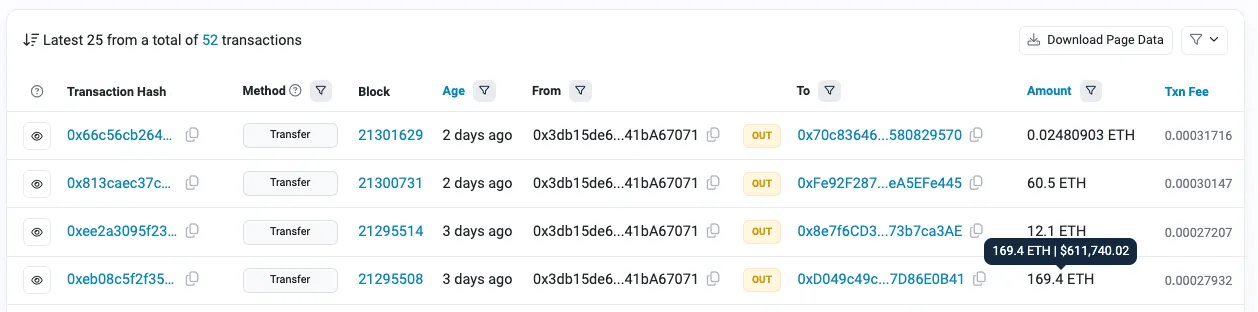 Latest 25 from a total of 52 transactions Download Page Data
Transaction Hash Method Block Age From To Amount Txn Fee
0x66c56cb264... Transfer 21301629 2 days ago 0x3db15de6...41bA67071 OUT 0x70c83646...580829570 0.02480903 ETH 0.00031716
0x813caec37c... Transfer 21300731 2 days ago 0x3db15de6...41bA67071 OUT 0xFe92F287...eA5EFe445 60.5 ETH 0.00030147
0xee2a3095f23... Transfer 21295514 3 days ago 0x3db15de6...41bA67071 OUT 0x8e7f6CD3...73b7ca3AE 12.1 ETH 0.00027207
169.4 ETH | $611,740.02
0xeb08c5f2f35... Transfer 21295508 3 days ago 0x3db15de6...41bA67071 OUT 0xD049c49c...7D86E0B41 169.4 ETH 0.00027932